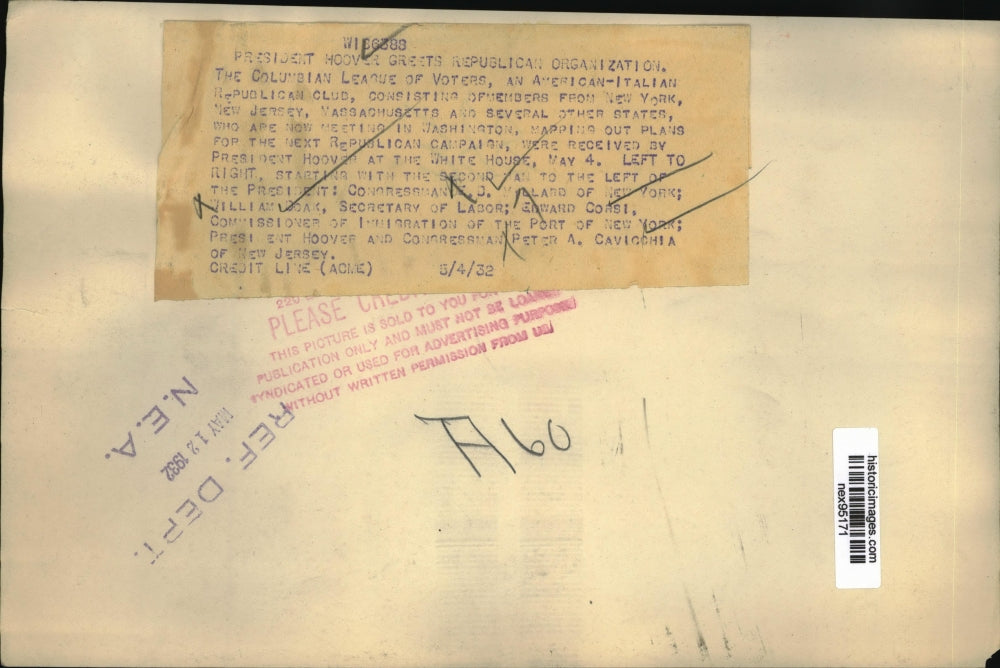 PRESIDENT HOOVER GREETS REPUBLICAN ORGANIZATION.
THE COLUMBIAN LEAGUE OF VOTERS, AN AMERICAN-ITALIAN
REPUBLICAN CLUB, CONSISTING OFMEMBERS FROM NEW YORK,
NEW JERSEY, MASSACHUSETTS AND SEVERAL OTHER STATES,
WHO ARE NOW MEETING IN WASHINGTON, MAPPING OUT PLANS
FOR THE NEXT REPUBLICAN CAMPAIGN, WERE RECEIVED BY
PRESIDENT HOOVER AT THE WHITE HOUSE, MAY 4. LEFT TO
RIGHT, STARTING WITH THE SECOND MAN TO THE LEFT OF
THE PRESIDENT: CONGRESSMAN OF NEW YORK;
WILLIAM DOAK, SECRETARY OF LABOR; EDWARD CORSI,
COMMISSIONER OF IMMIGRATION OF THE PORT OF NEW YORK;
PRESIDENT HOOVER AND CONGRESSMAN PETER A. CAVICCHIA
OF NEW JERSEY.
CREDIT LINE (ACME) 5/4/32
PLEASE
THIS PICTURE IS SOLD TO YOU FOR
PUBLICATION ONLY AND MUST NOT BE LOANED
SYNDICATED OR USED FOR ADVERTISING PURPOSES
WITHOUT WRITTEN PERMISSION FROM US
REF. DEPT.
MAY 12 1932
N.E.A.
A60
historicimages.com
nex95171